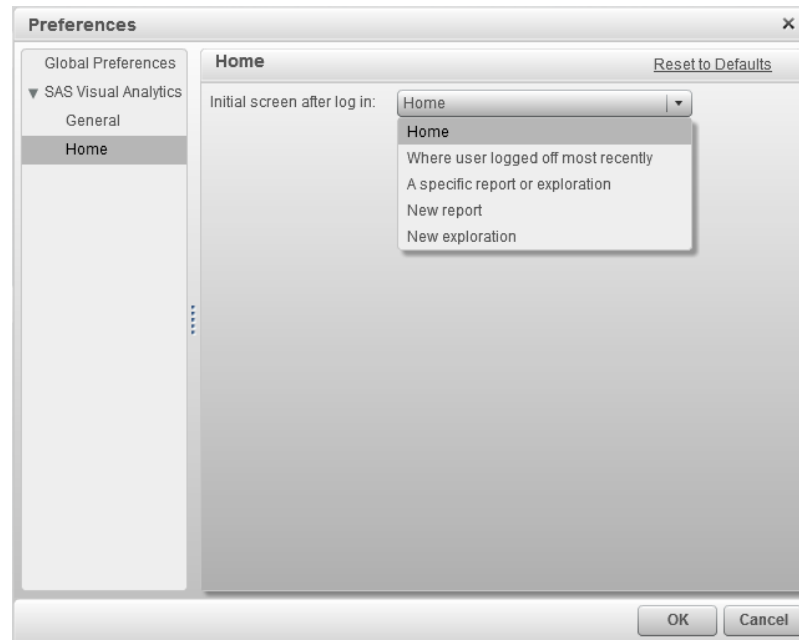 Preferences
Global Preferences
SAS Visual Analytics
General
Home
Home
Reset to Defaults
Initial screen after log in:
Home
Home
Where user logged off most recently
A specific report or exploration
New report
New exploration
OK
Cancel